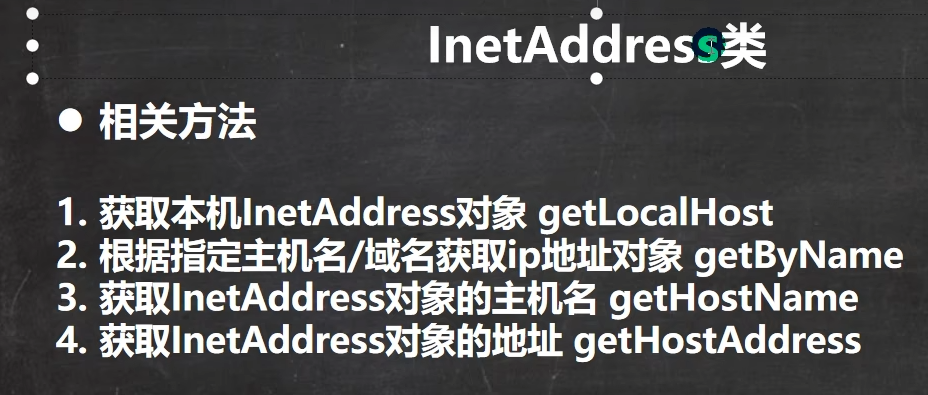 InetAddress类
● 相关方法
1. 获取本机InetAddress对象 getLocalHost
2. 根据指定主机名/域名获取ip地址对象 getByName
3. 获取InetAddress对象的主机名 getHostName
4. 获取InetAddress对象的地址 getHostAddress